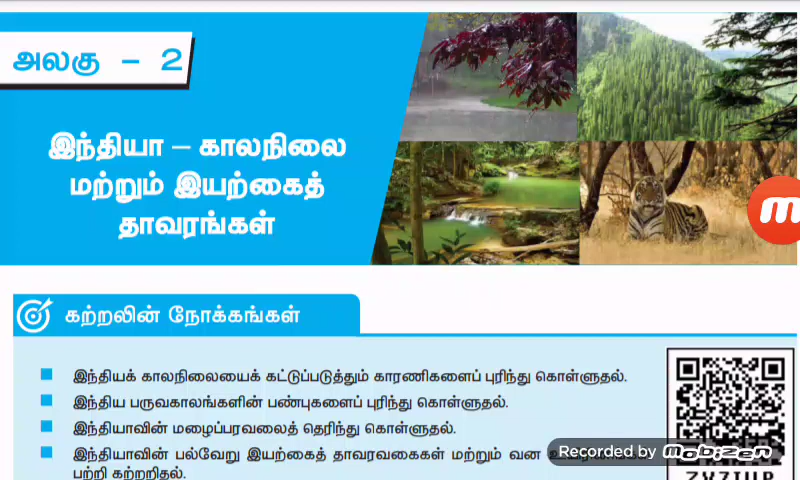 அலகு – 2
இந்தியா – காலநிலை
மற்றும் இயற்கைத்
தாவரங்கள்
கற்றலின் நோக்கங்கள்
இந்தியக் காலநிலையைக் கட்டுப்படுத்தும் காரணிகளைப் புரிந்து கொள்ளுதல்.
இந்திய பருவகாலங்களின் பண்புகளைப் புரிந்து கொள்ளுதல்.
இந்தியாவின் மழைப்பரவலைத் தெரிந்து கொள்ளுதல்.
இந்தியாவின் பல்வேறு இயற்கைத் தாவரவகைகள் மற்றும் வன
பற்றி கற்றறிதல்.
Recorded by mobizen